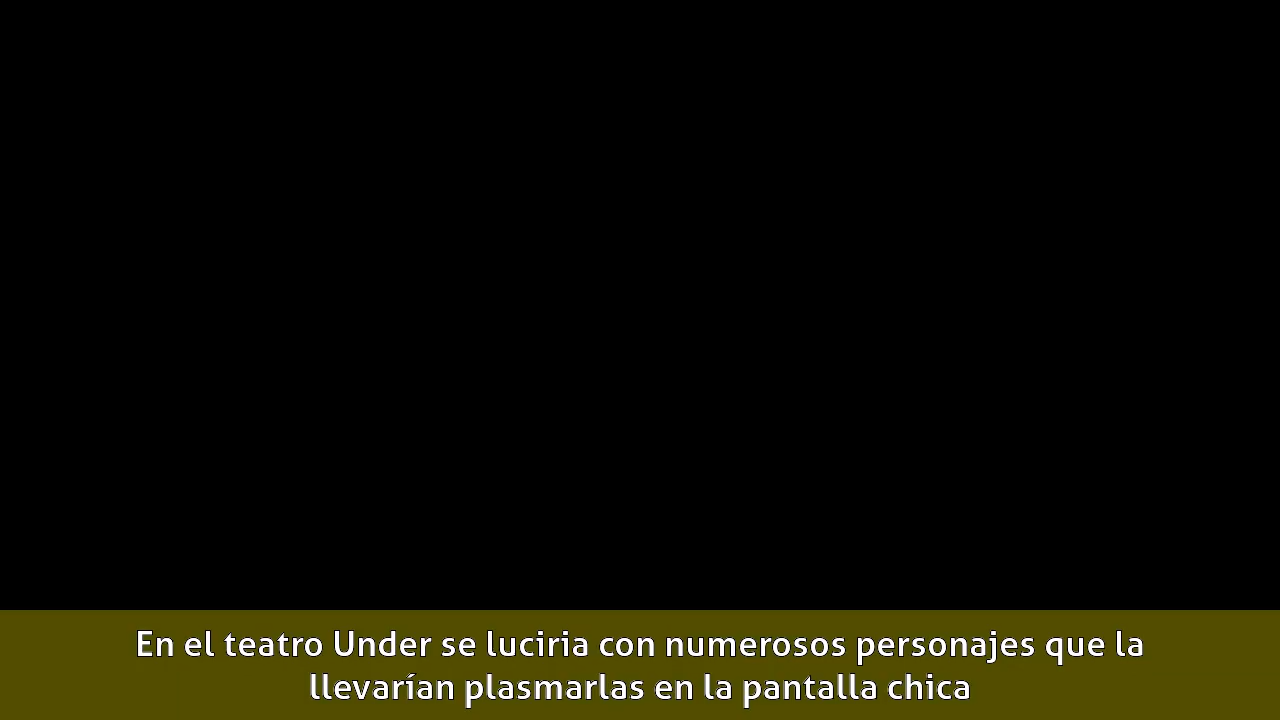 En el teatro Under se luciria con numerosos personajes que la
llevarían plasmarlas en la pantalla chica